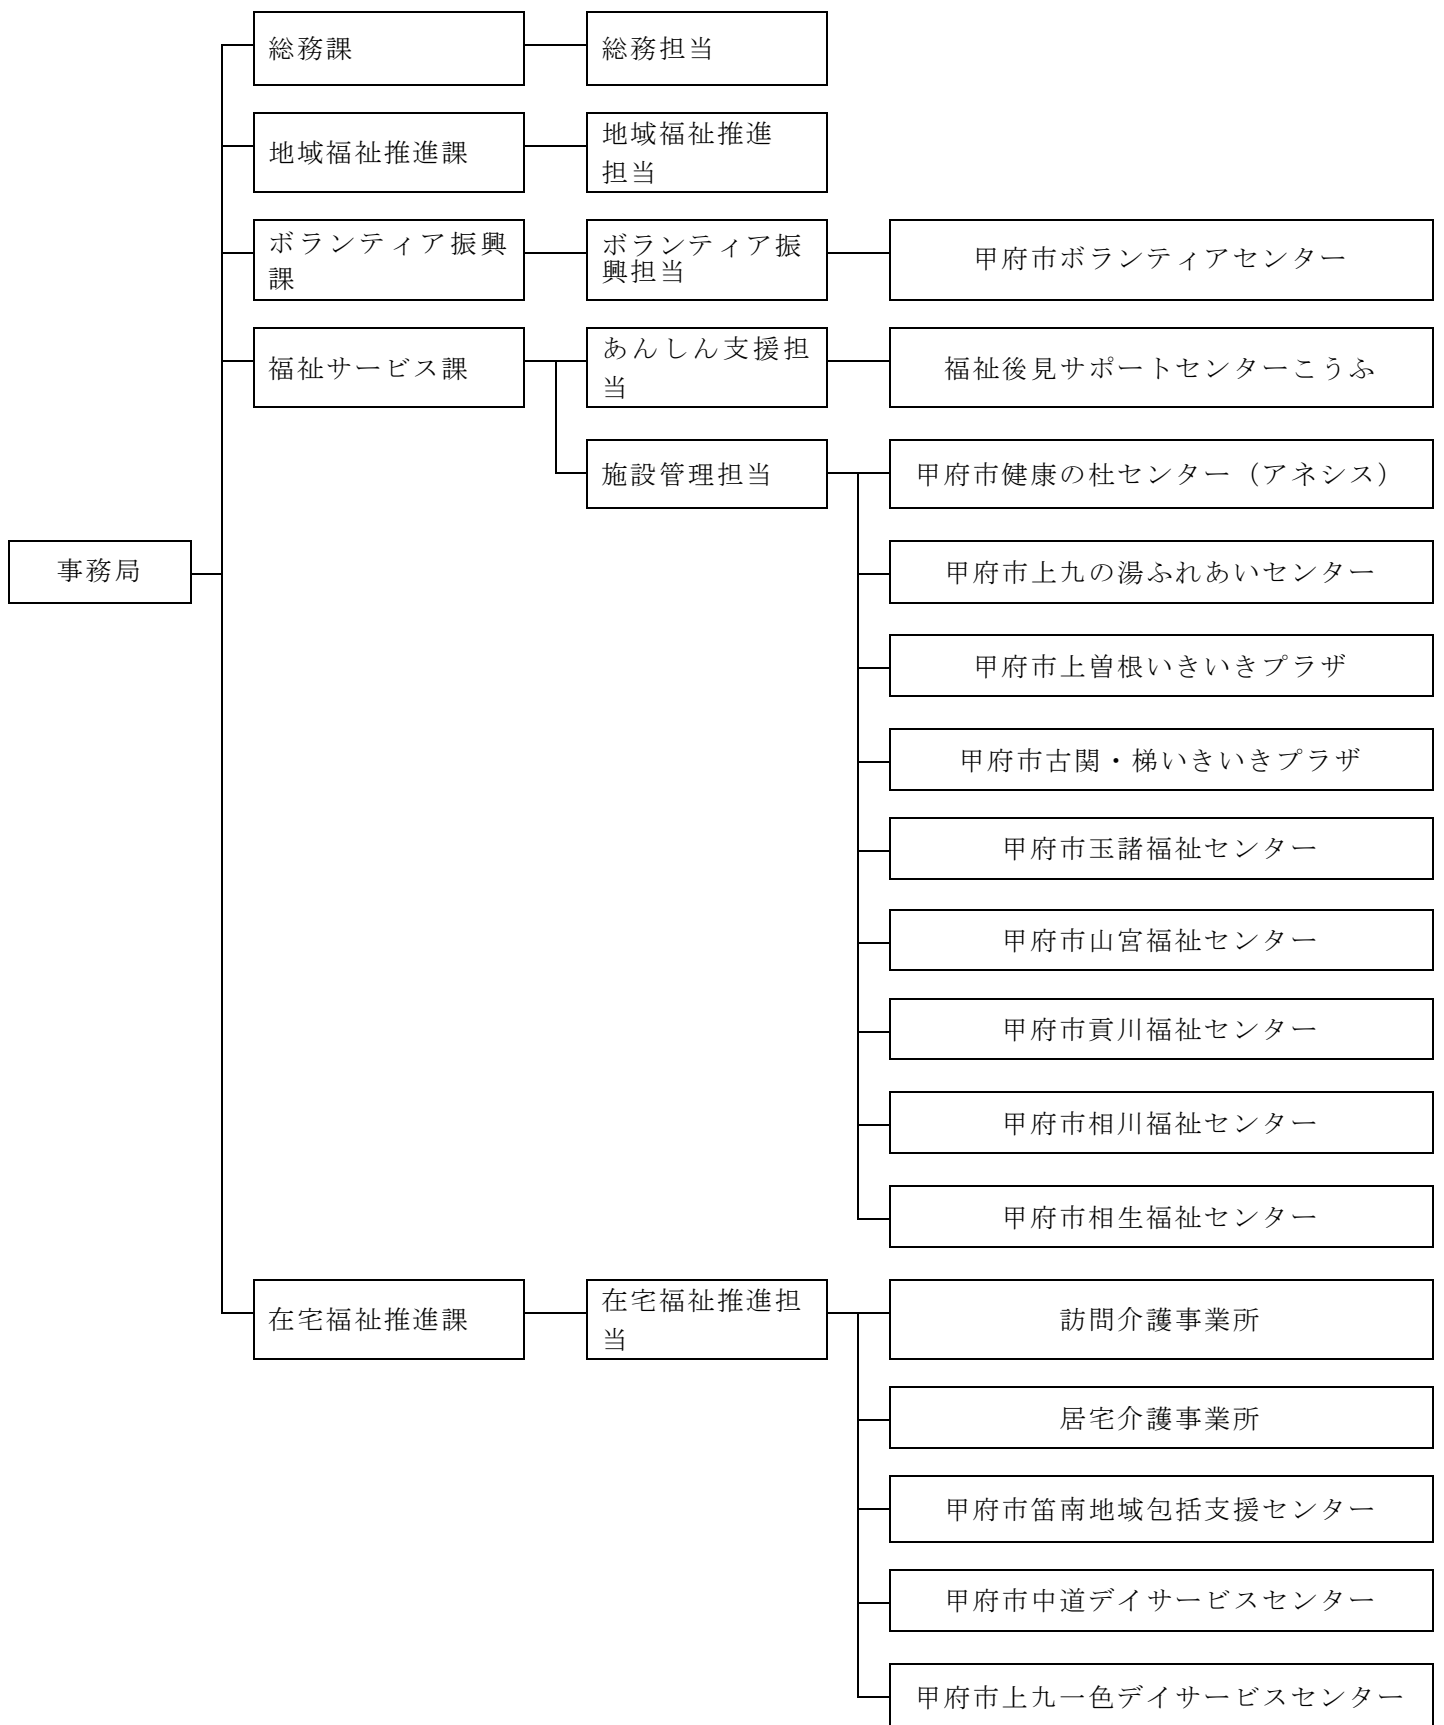 総務課
総務担当
地域福祉推進課
地域福祉推進
担当
ボランティア振興
課
ボランティア振
興担当
甲府市ボランティアセンター
福祉サービス課
あんしん支援担
当
福祉後見サポートセンターこうふ
施設管理担当
甲府市健康の杜センター（アネシス）
事務局
甲府市上九の湯ふれあいセンター
甲府市上曽根いきいきプラザ
甲府市古関・梯いきいきプラザ
甲府市玉諸福祉センター
甲府市山宮福祉センター
甲府市貢川福祉センター
甲府市相川福祉センター
甲府市相生福祉センター
在宅福祉推進課
在宅福祉推進担
当
訪問介護事業所
居宅介護事業所
甲府市笛南地域包括支援センター
甲府市中道デイサービスセンター
甲府市上九一色デイサービスセンター